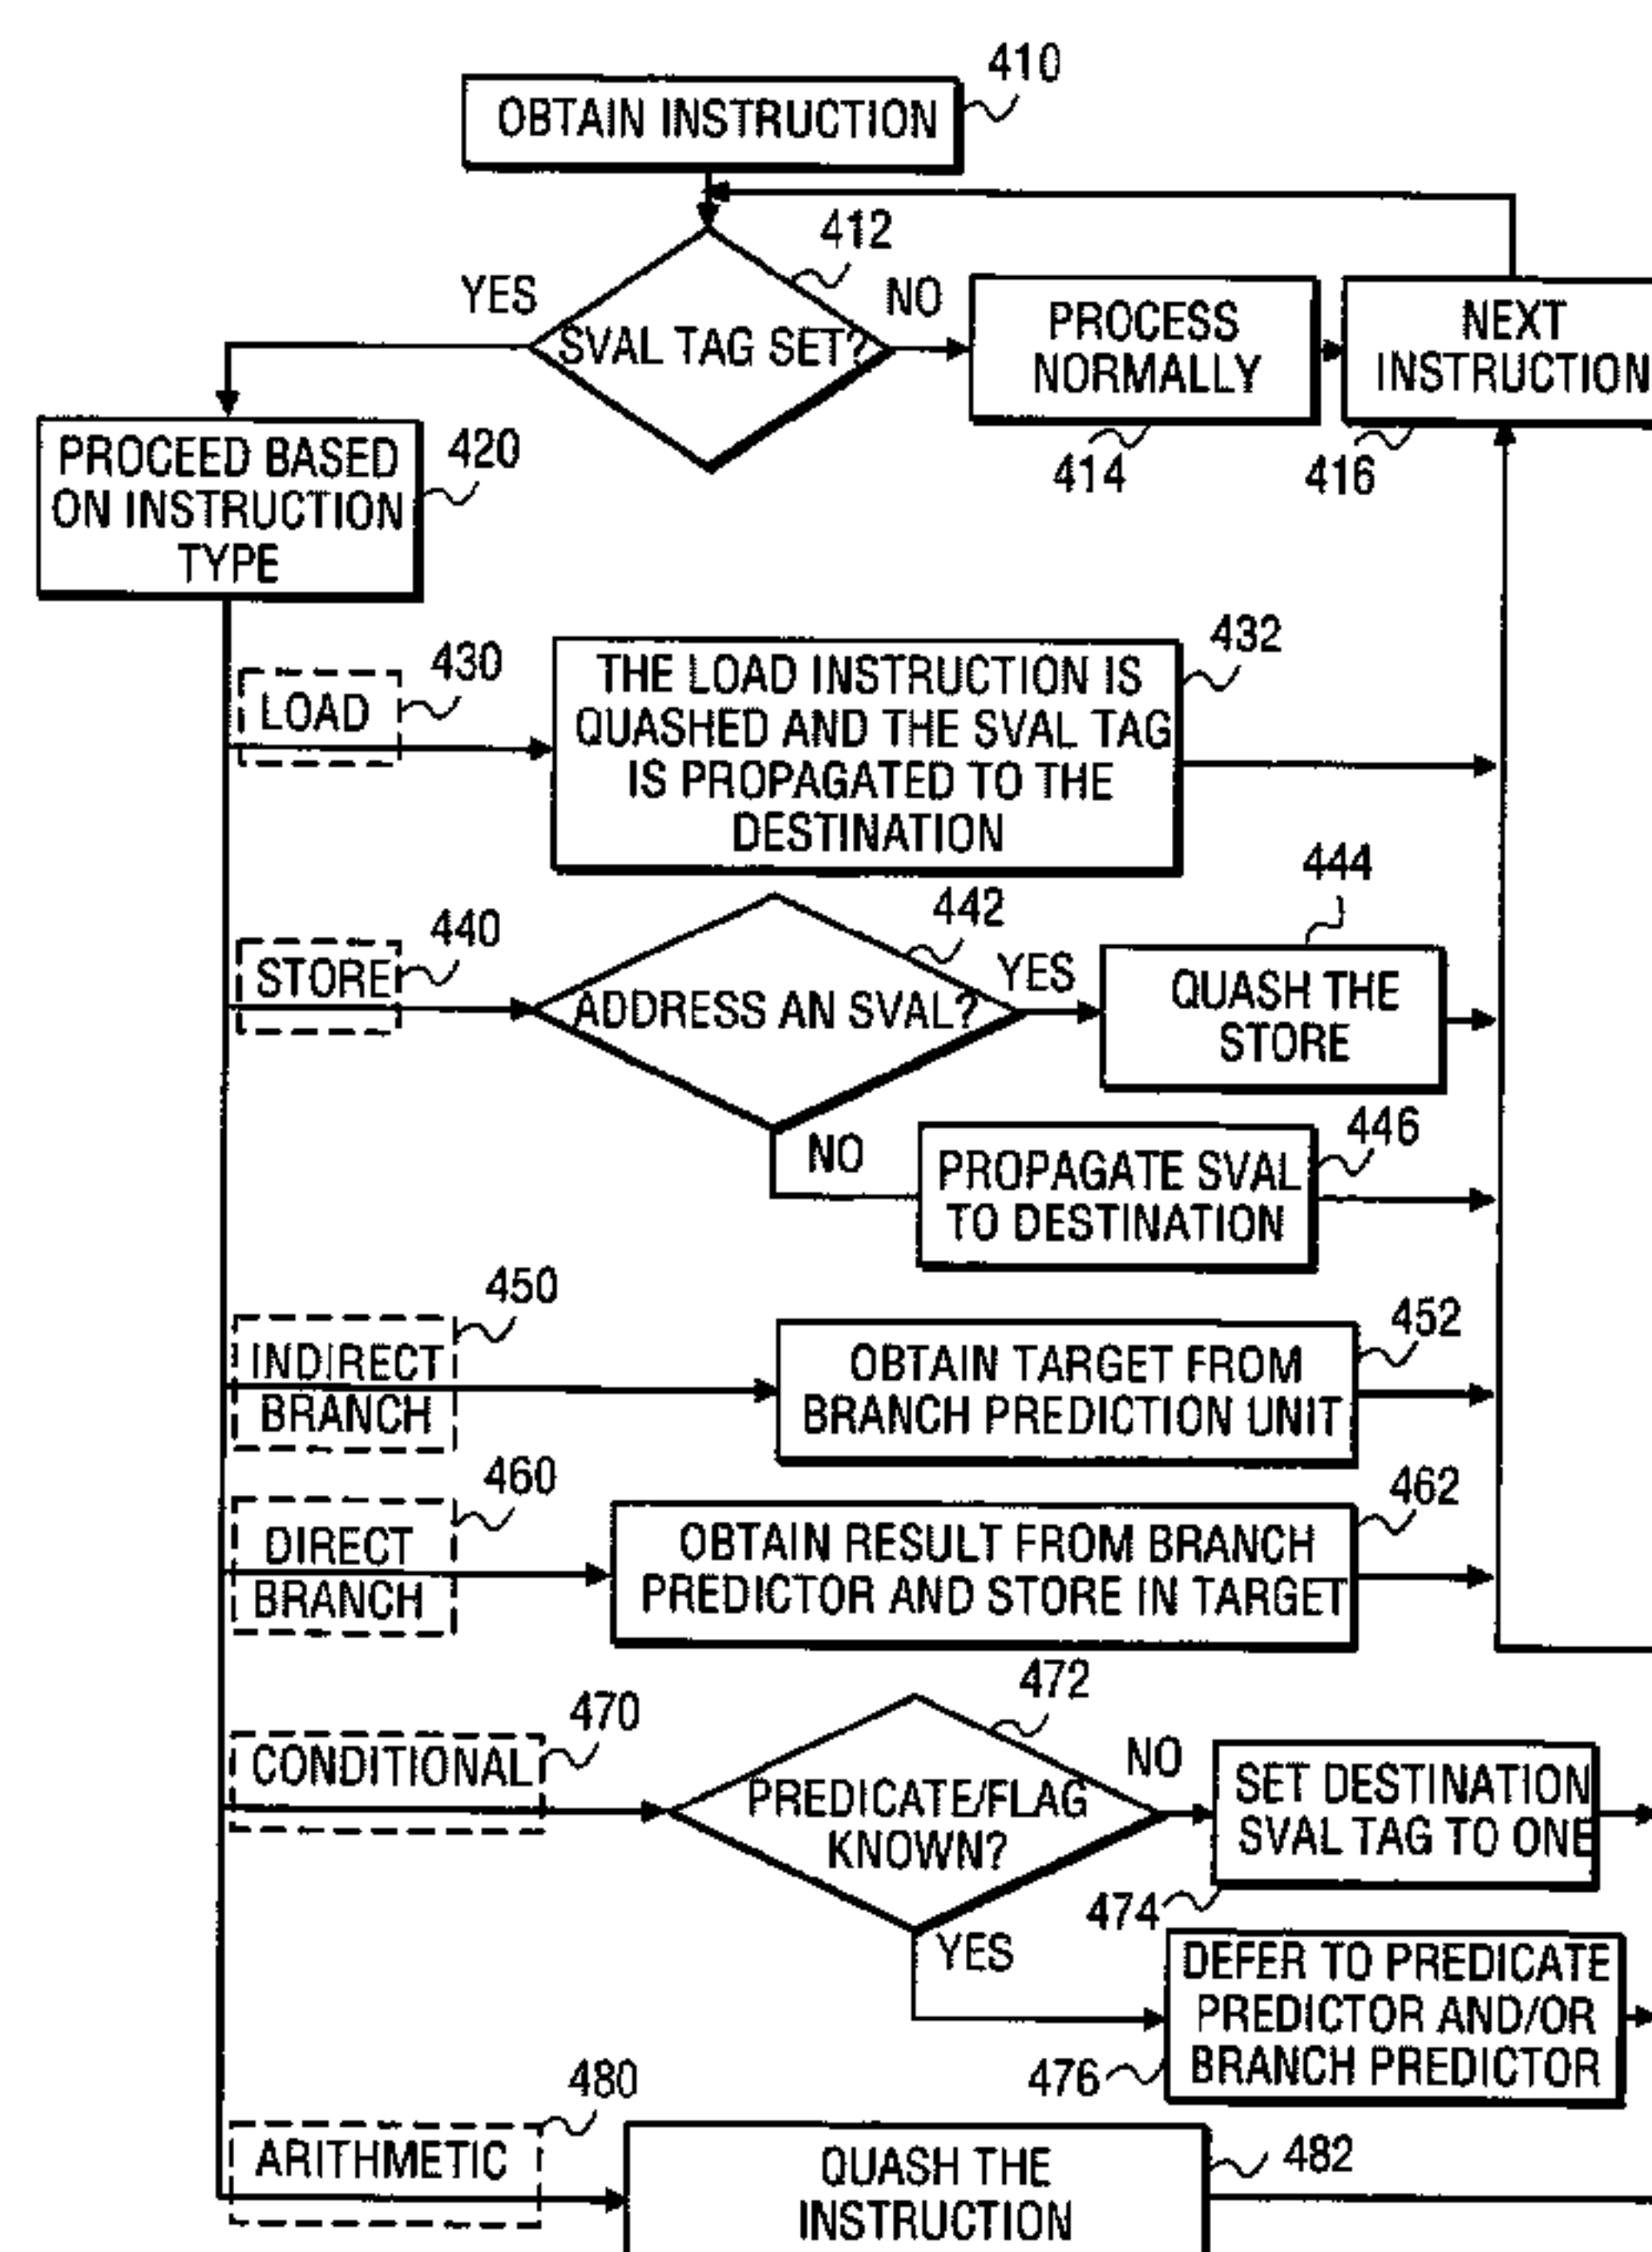 410
OBTAIN INSTRUCTION
412
YES
NO
SVAL TAG SET?
PROCESS
NORMALLY
414
NEXT
INSTRUCTION
416
PROCEED BASED
ON INSTRUCTION
TYPE
420
LOAD
430
THE LOAD INSTRUCTION IS
QUASHED AND THE SVAL TAG
IS PROPAGATED TO THE
DESTINATION
432
STORE
440
ADDRESS AN SVAL?
442
YES
QUASH THE
STORE
444
NO
PROPAGATE SVAL
TO DESTINATION
446
INDIRECT
BRANCH
450
OBTAIN TARGET FROM
BRANCH PREDICTION UNIT
452
DIRECT
BRANCH
460
OBTAIN RESULT FROM BRANCH
PREDICTOR AND STORE IN TARGET
462
CONDITIONAL
470
PREDICATE/FLAG
KNOWN?
472
NO
SET DESTINATION
SVAL TAG TO ONE
474
YES
DEFER TO PREDICATE
PREDICTOR AND/OR
BRANCH PREDICTOR
476
ARITHMETIC
480
QUASH THE
INSTRUCTION
482